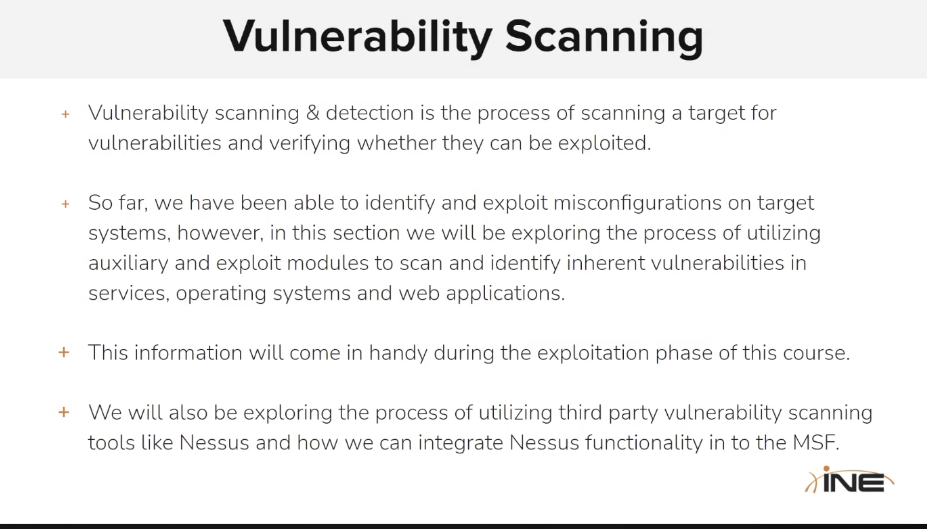 Vulnerability Scanning
+ Vulnerability scanning & detection is the process of scanning a target for
vulnerabilities and verifying whether they can be exploited.
+ So far, we have been able to identify and exploit misconfigurations on target
systems, however, in this section we will be exploring the process of utilizing
auxiliary and exploit modules to scan and identify inherent vulnerabilities in
services, operating systems and web applications.
+ This information will come in handy during the exploitation phase of this course.
+ We will also be exploring the process of utilizing third party vulnerability scanning
tools like Nessus and how we can integrate Nessus functionality in to the MSF.
iNE